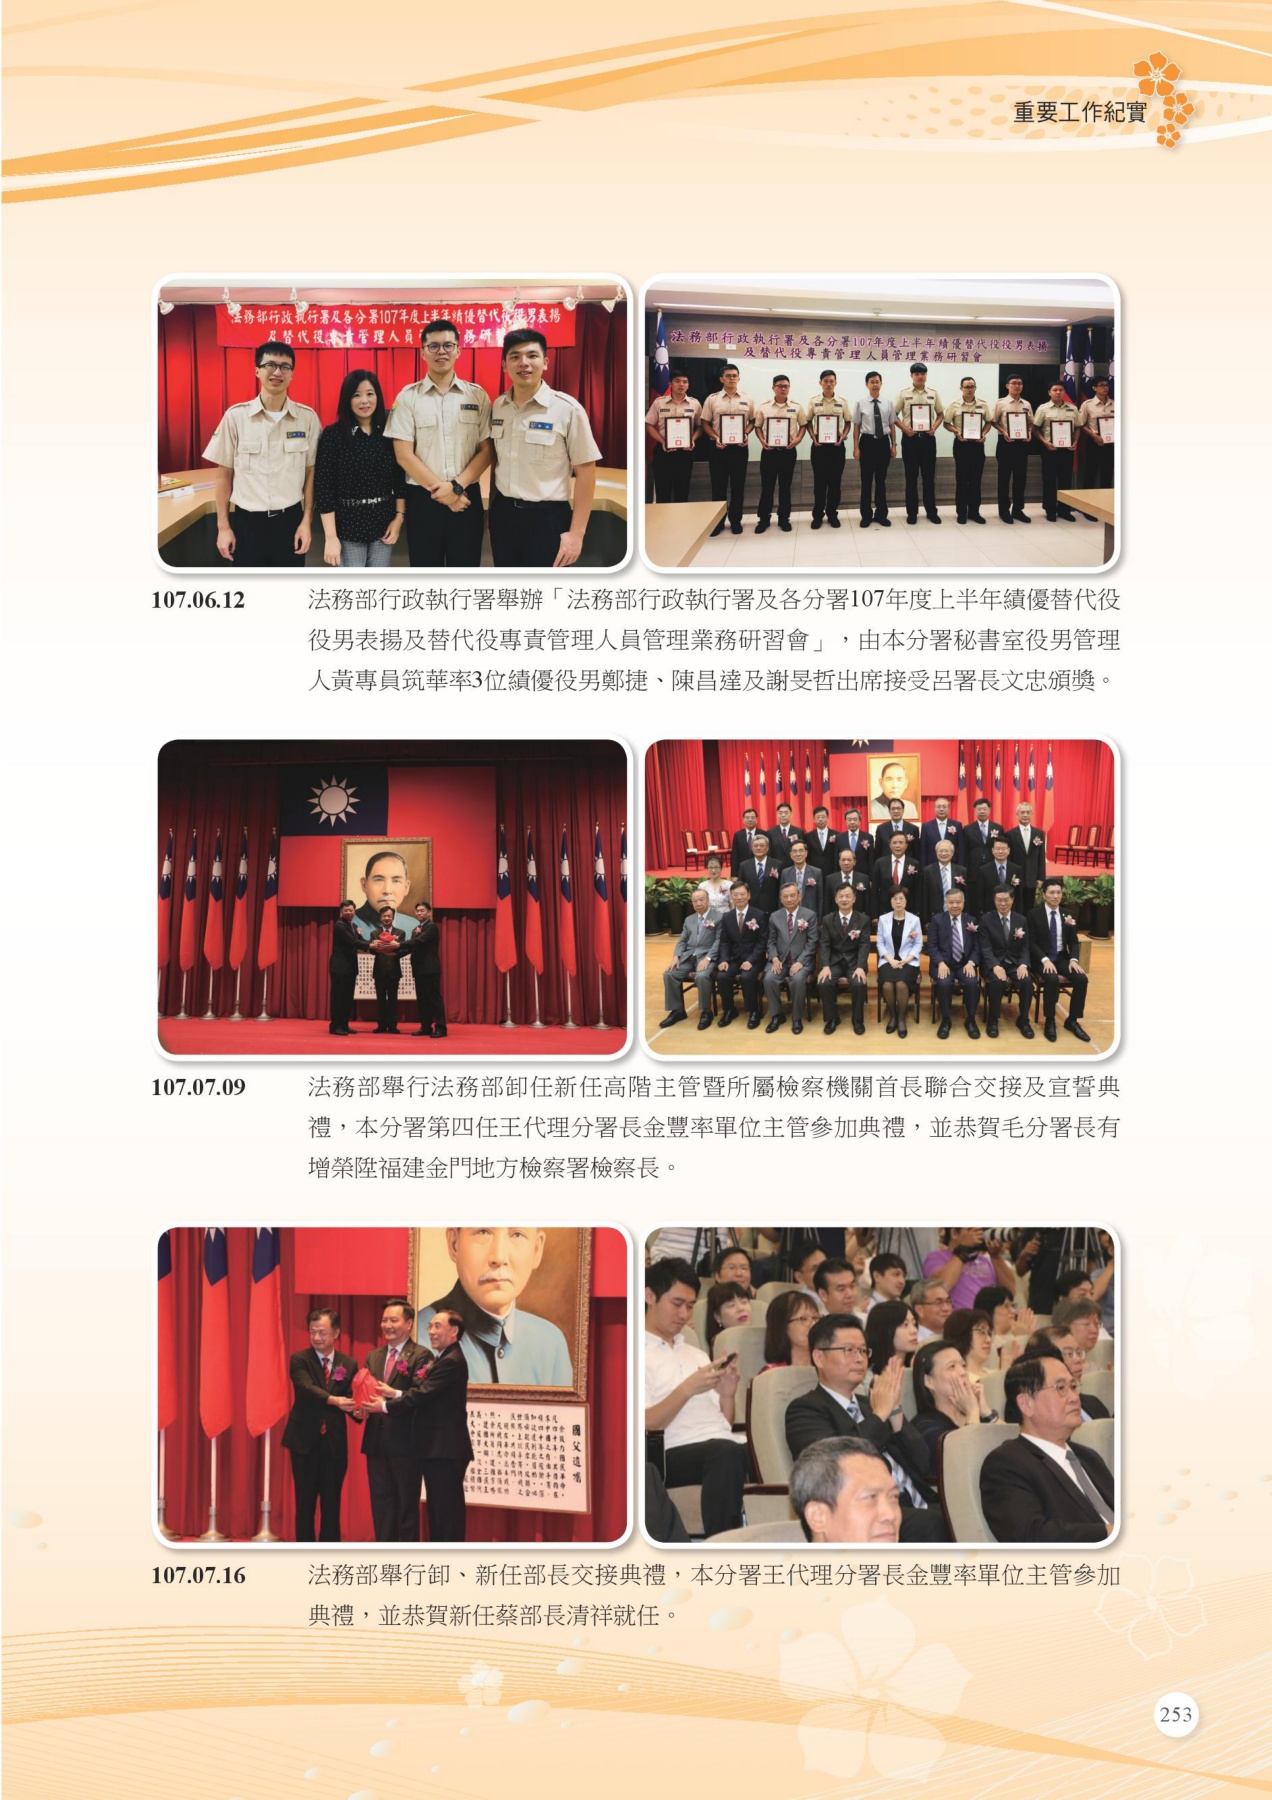 重要工作紀實
法務部行政執行署及各分署107年度上半年績優替代役役男表揚
及替代役專責管理人員
務研
法務部行政執行署及各分署107年度上半年績優替代役役男表揚
及替代役專責管理人員管理業務研習會
107.06.12
法務部行政執行署舉辦「法務部行政執行署及各分署107年度上半年績優替代役
役男表揚及替代役專責管理人員管理業務研習會」，由本分署秘書室役男管理
人黃專員筑華率3位績優役男鄭捷、陳昌達及謝旻哲出席接受呂署長文忠頒獎。
107.07.09
法務部舉行法務部卸任新任高階主管暨所屬檢察機關首長聯合交接及宣誓典
禮，本分署第四任王代理分署長金豐率單位主管參加典禮，並恭賀毛分署長有
增榮陞福建金門地方檢察署檢察長。
國父遺囑
107.07.16
法務部舉行卸、新任部長交接典禮，本分署王代理分署長金豐率單位主管參加
典禮，並恭賀新任蔡部長清祥就任。
253